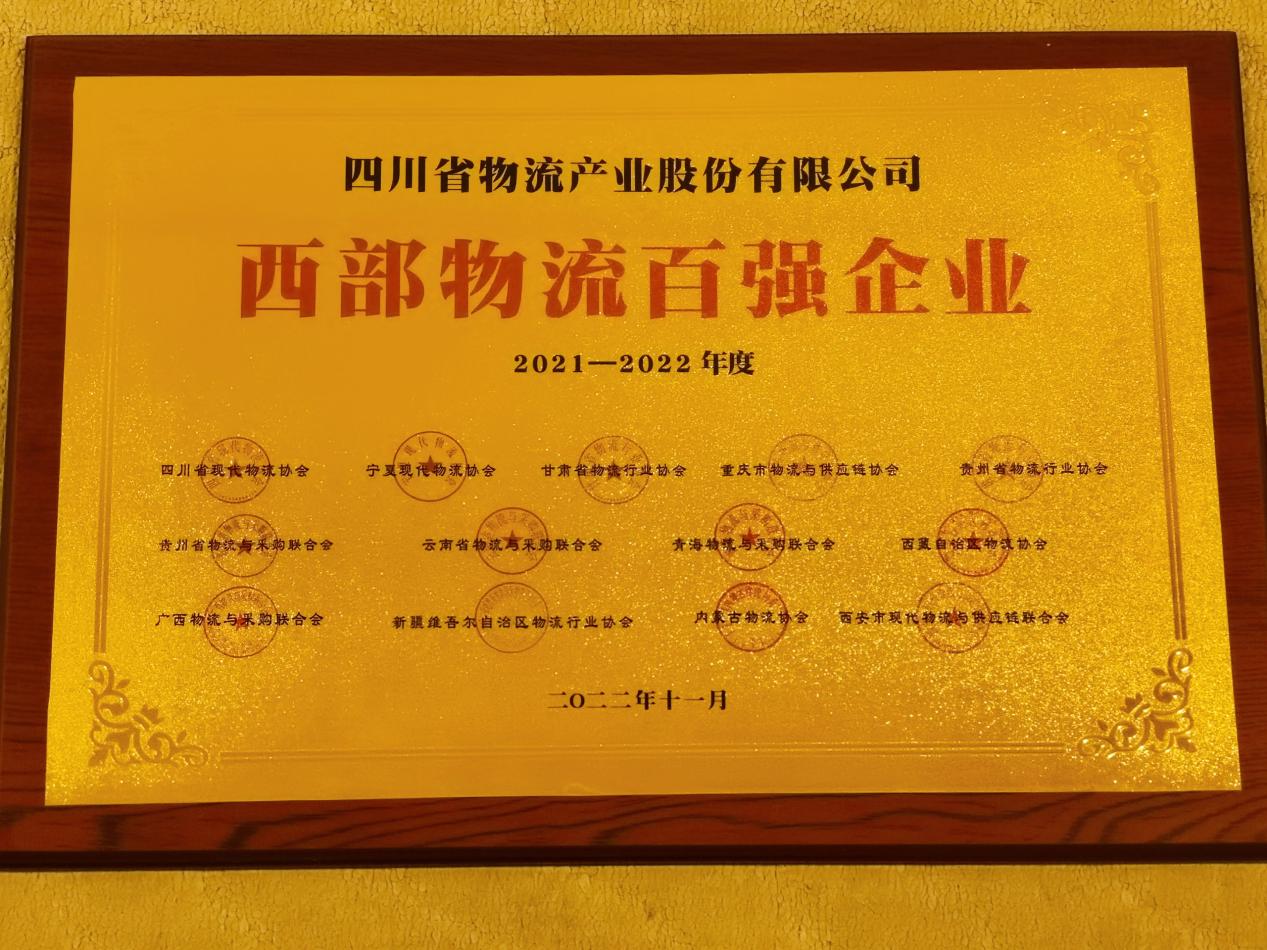 四川省物流产业股份有限公司
西部物流百强企业
2021—2022 年度
四川省现代物流协会 宁夏现代物流协会 甘肃省物流行业协会 重庆市物流与供应链协会 贵州省物流行业协会
贵州省物流与采购联合会 云南省物流与采购联合会 青海物流与采购联合会 西藏自治区物流协会
广西物流与采购联合会 新疆维吾尔自治区物流行业协会 内蒙古物流协会 西安市现代物流与供应链联合会
二〇二二年十一月